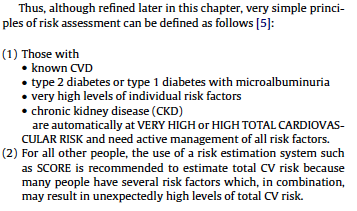 Thus, although refined later in this chapter, very simple princi-
ples of risk assessment can be defined as follows [5]:
(1) Those with
• known CVD
• type 2 diabetes or type 1 diabetes with microalbuminuria
• very high levels of individual risk factors
• chronic kidney disease (CKD)
are automatically at VERY HIGH or HIGH TOTAL CARDIOVAS-
CULAR RISK and need active management of all risk factors.
(2) For all other people, the use of a risk estimation system such
as SCORE is recommended to estimate total CV risk because
many people have several risk factors which, in combination,
may result in unexpectedly high levels of total CV risk.